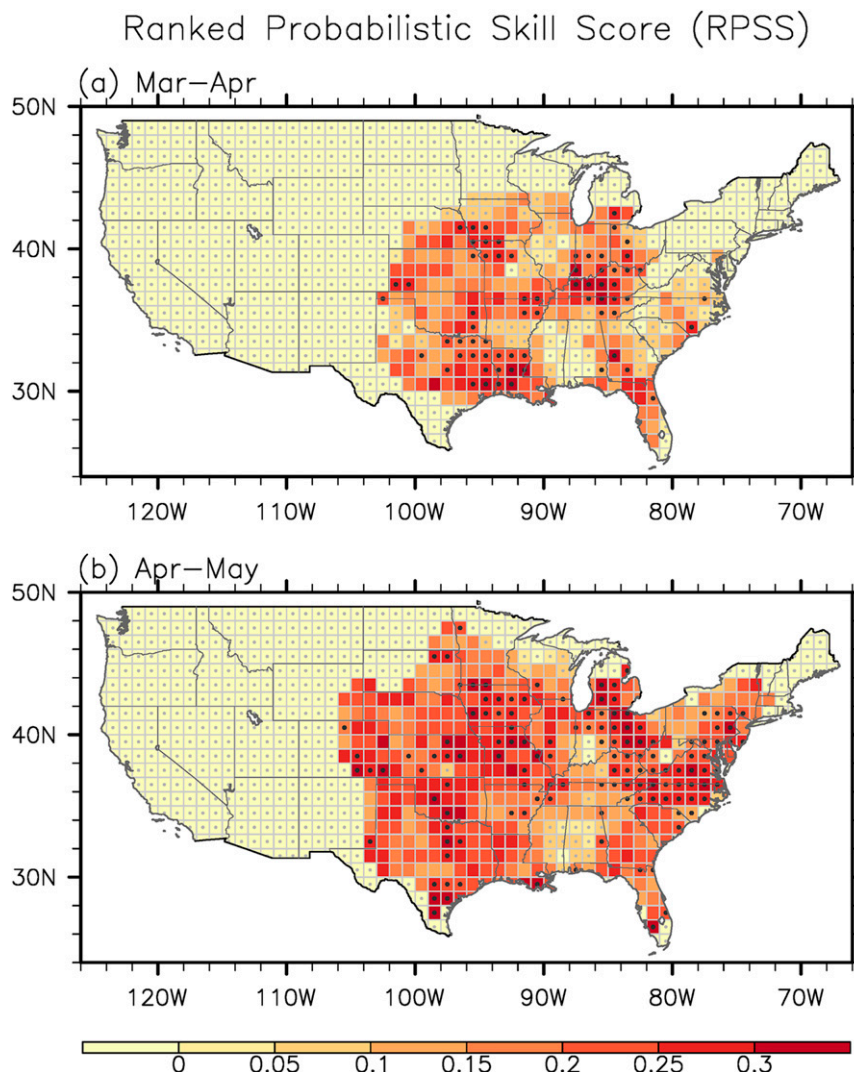 Ranked Probabilistic Skill Score (RPSS)
(a) Mar–Apr
50N
40N
30N
120W 110W 100W 90W 80W 70W
(b) Apr–May
50N
40N
30N
120W 110W 100W 90W 80W 70W
0 0.05 0.1 0.15 0.2 0.25 0.3